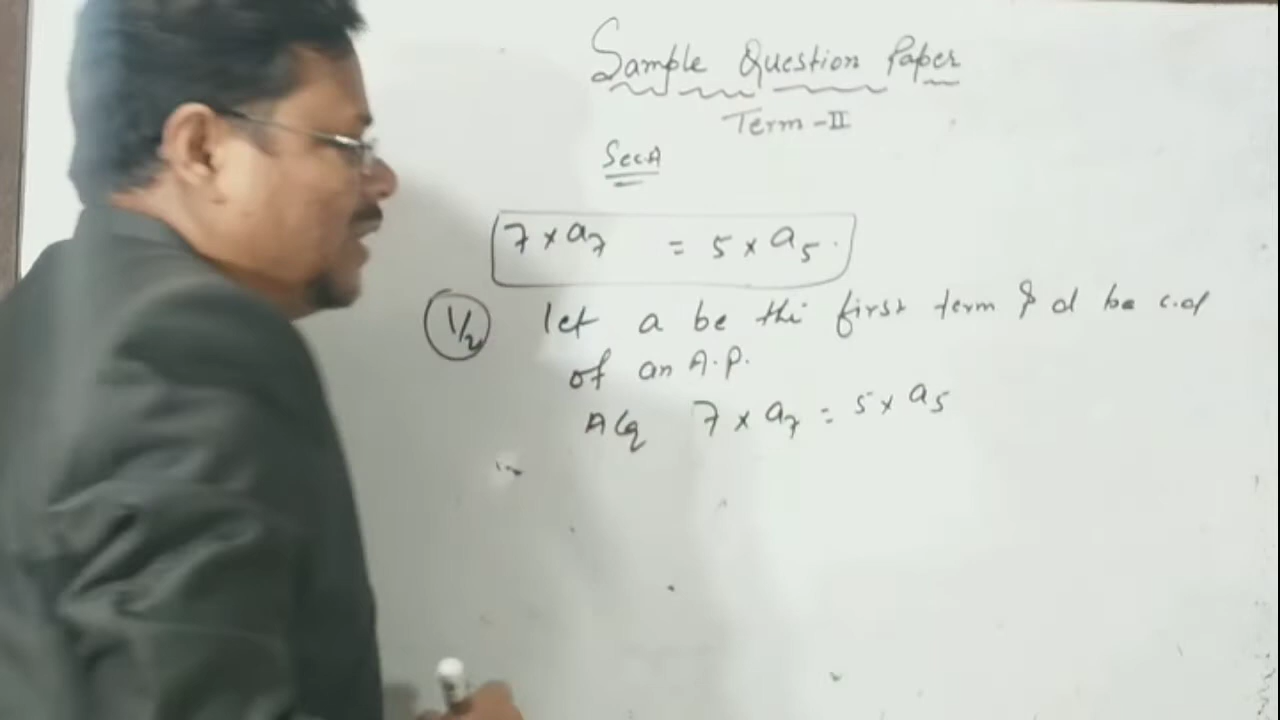 Sample Question Paper
Term-II
Sec A
7 × a₇ = 5 × a₅.
1/2 let a be the first term & d be c.d
of an A.P.
ACq 7 × a₇ = 5 × a₅